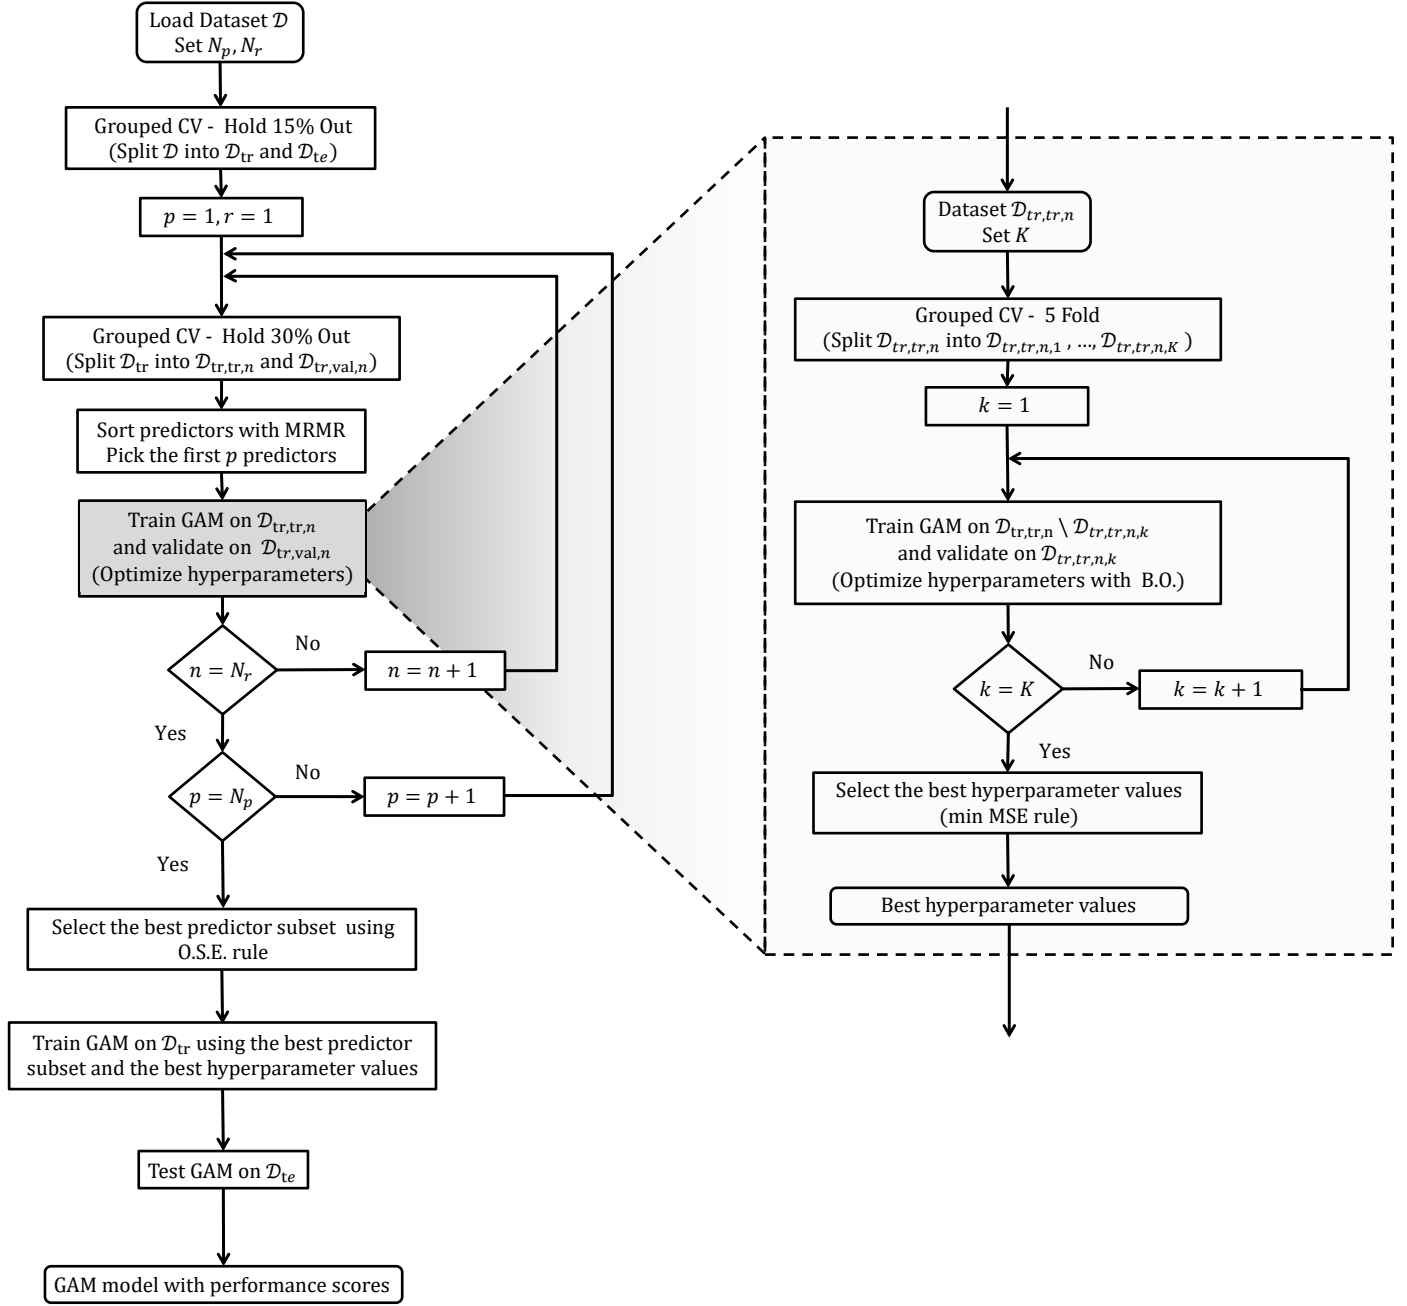 Load Dataset 𝒟
Set Nₚ, Nᵣ
Grouped CV - Hold 15% Out
(Split 𝒟 into 𝒟_tr and 𝒟_te)
p = 1, r = 1
Grouped CV - Hold 30% Out
(Split 𝒟_tr into 𝒟_tr,tr,n and 𝒟_tr,val,n)
Sort predictors with MRMR
Pick the first p predictors
Train GAM on 𝒟_tr,tr,n
and validate on 𝒟_tr,val,n
(Optimize hyperparameters)
n = Nᵣ
No
n = n + 1
Yes
p = Nₚ
No
p = p + 1
Yes
Select the best predictor subset using
O.S.E. rule
Train GAM on 𝒟_tr using the best predictor
subset and the best hyperparameter values
Test GAM on 𝒟_te
GAM model with performance scores
Dataset 𝒟_tr,tr,n
Set K
Grouped CV - 5 Fold
(Split 𝒟_tr,tr,n into 𝒟_tr,tr,n,1 , ..., 𝒟_tr,tr,n,K )
k = 1
Train GAM on 𝒟_tr,tr,n \ 𝒟_tr,tr,n,k
and validate on 𝒟_tr,tr,n,k
(Optimize hyperparameters with B.O.)
k = K
No
k = k + 1
Yes
Select the best hyperparameter values
(min MSE rule)
Best hyperparameter values